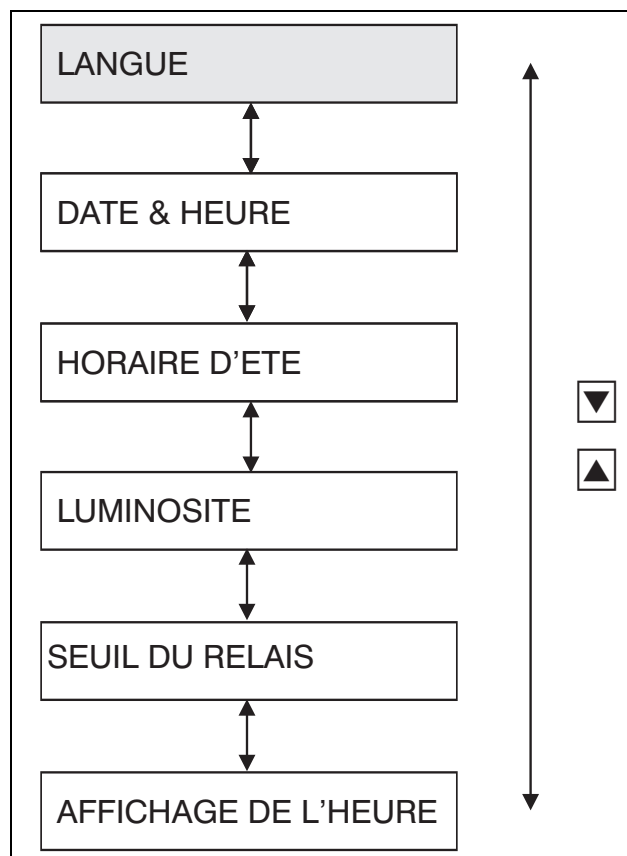 LANGUE
DATE & HEURE
HORAIRE D'ETE
LUMINOSITE
SEUIL DU RELAIS
AFFICHAGE DE L'HEURE